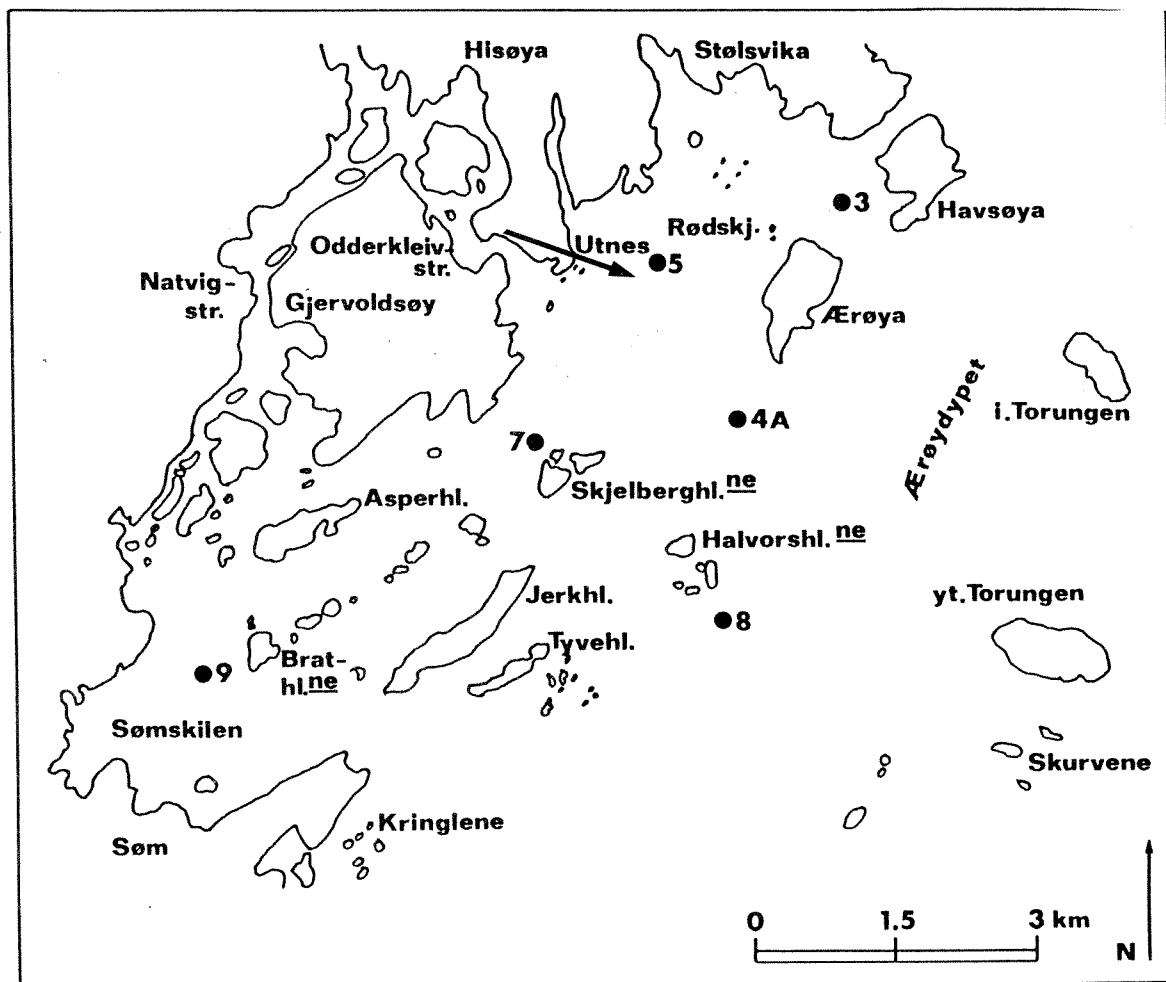 Hisøya
Stølsvika
3
Havsøya
Rødskj.
Utnes
5
Odderkleiv-
str.
Natvig-
str.
Gjervoldsøy
Ærøya
i.Torungen
4A
Ærøydypet
7
Skjelberghl.ne
Asperhl.
Halvorshl.ne
Jerkhl.
yt.Torungen
8
Tyvehl.
Brat-
hl.ne
9
Sømskilen
Skurvene
Kringlene
Søm
0 1.5 3 km
N